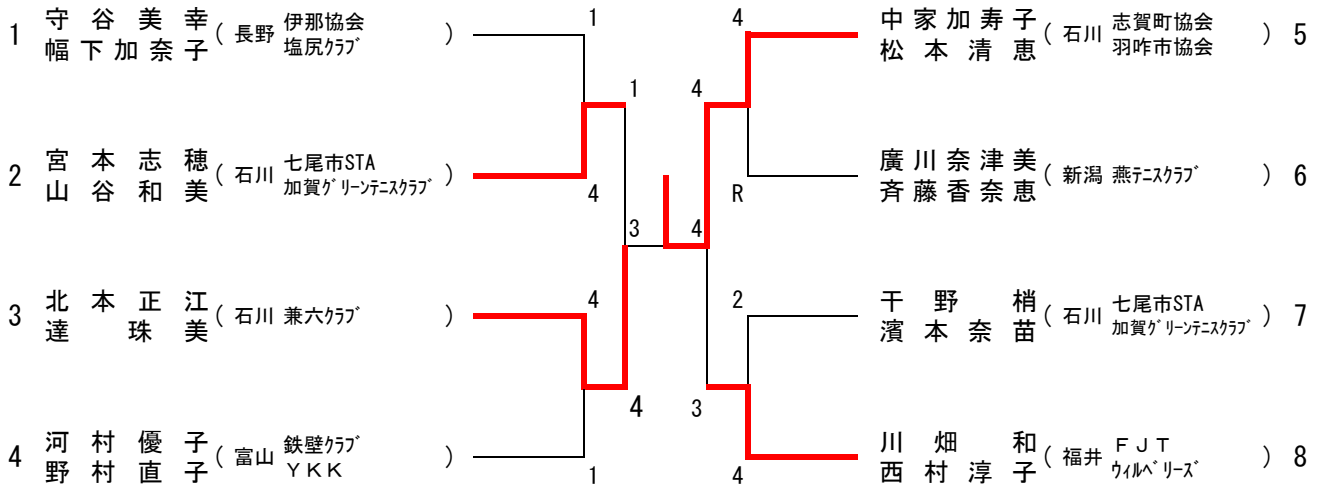 1 守谷美幸 幅下加奈子 ( 長野 伊那協会 塩尻ｸﾗﾌﾞ )
2 宮本志穂 山谷和美 ( 石川 七尾市STA 加賀ｸﾞﾘｰﾝﾃﾆｽｸﾗﾌﾞ )
3 北本正江 達珠美 ( 石川 兼六ｸﾗﾌﾞ )
4 河村優子 野村直子 ( 富山 鉄壁ｸﾗﾌﾞ ＹＫＫ )
1
4
1
4
1
4
3
4
4
4
R
2
4
3
中家加寿子 松本清恵 ( 石川 志賀町協会 羽咋市協会 ) 5
廣川奈津美 斉藤香奈恵 ( 新潟 燕ﾃﾆｽｸﾗﾌﾞ ) 6
干野梢 濱本奈苗 ( 石川 七尾市STA 加賀ｸﾞﾘｰﾝﾃﾆｽｸﾗﾌﾞ ) 7
川畑和 西村淳子 ( 福井 ＦＪＴ ｳｨﾙﾍﾞﾘｰｽﾞ ) 8